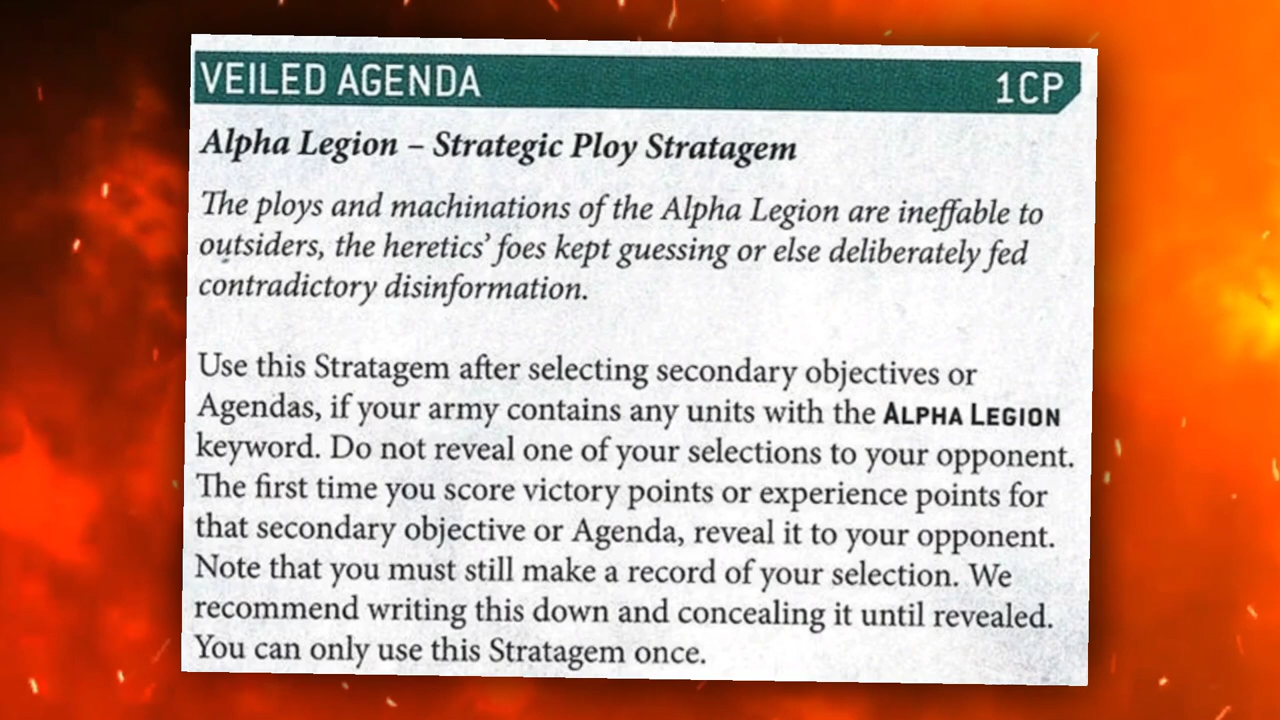 VEILED AGENDA 1CP
Alpha Legion – Strategic Ploy Stratagem
The ploys and machinations of the Alpha Legion are ineffable to
outsiders, the heretics' foes kept guessing or else deliberately fed
contradictory disinformation.
Use this Stratagem after selecting secondary objectives or
Agendas, if your army contains any units with the ALPHA LEGION
keyword. Do not reveal one of your selections to your opponent.
The first time you score victory points or experience points for
that secondary objective or Agenda, reveal it to your opponent.
Note that you must still make a record of your selection. We
recommend writing this down and concealing it until revealed.
You can only use this Stratagem once.